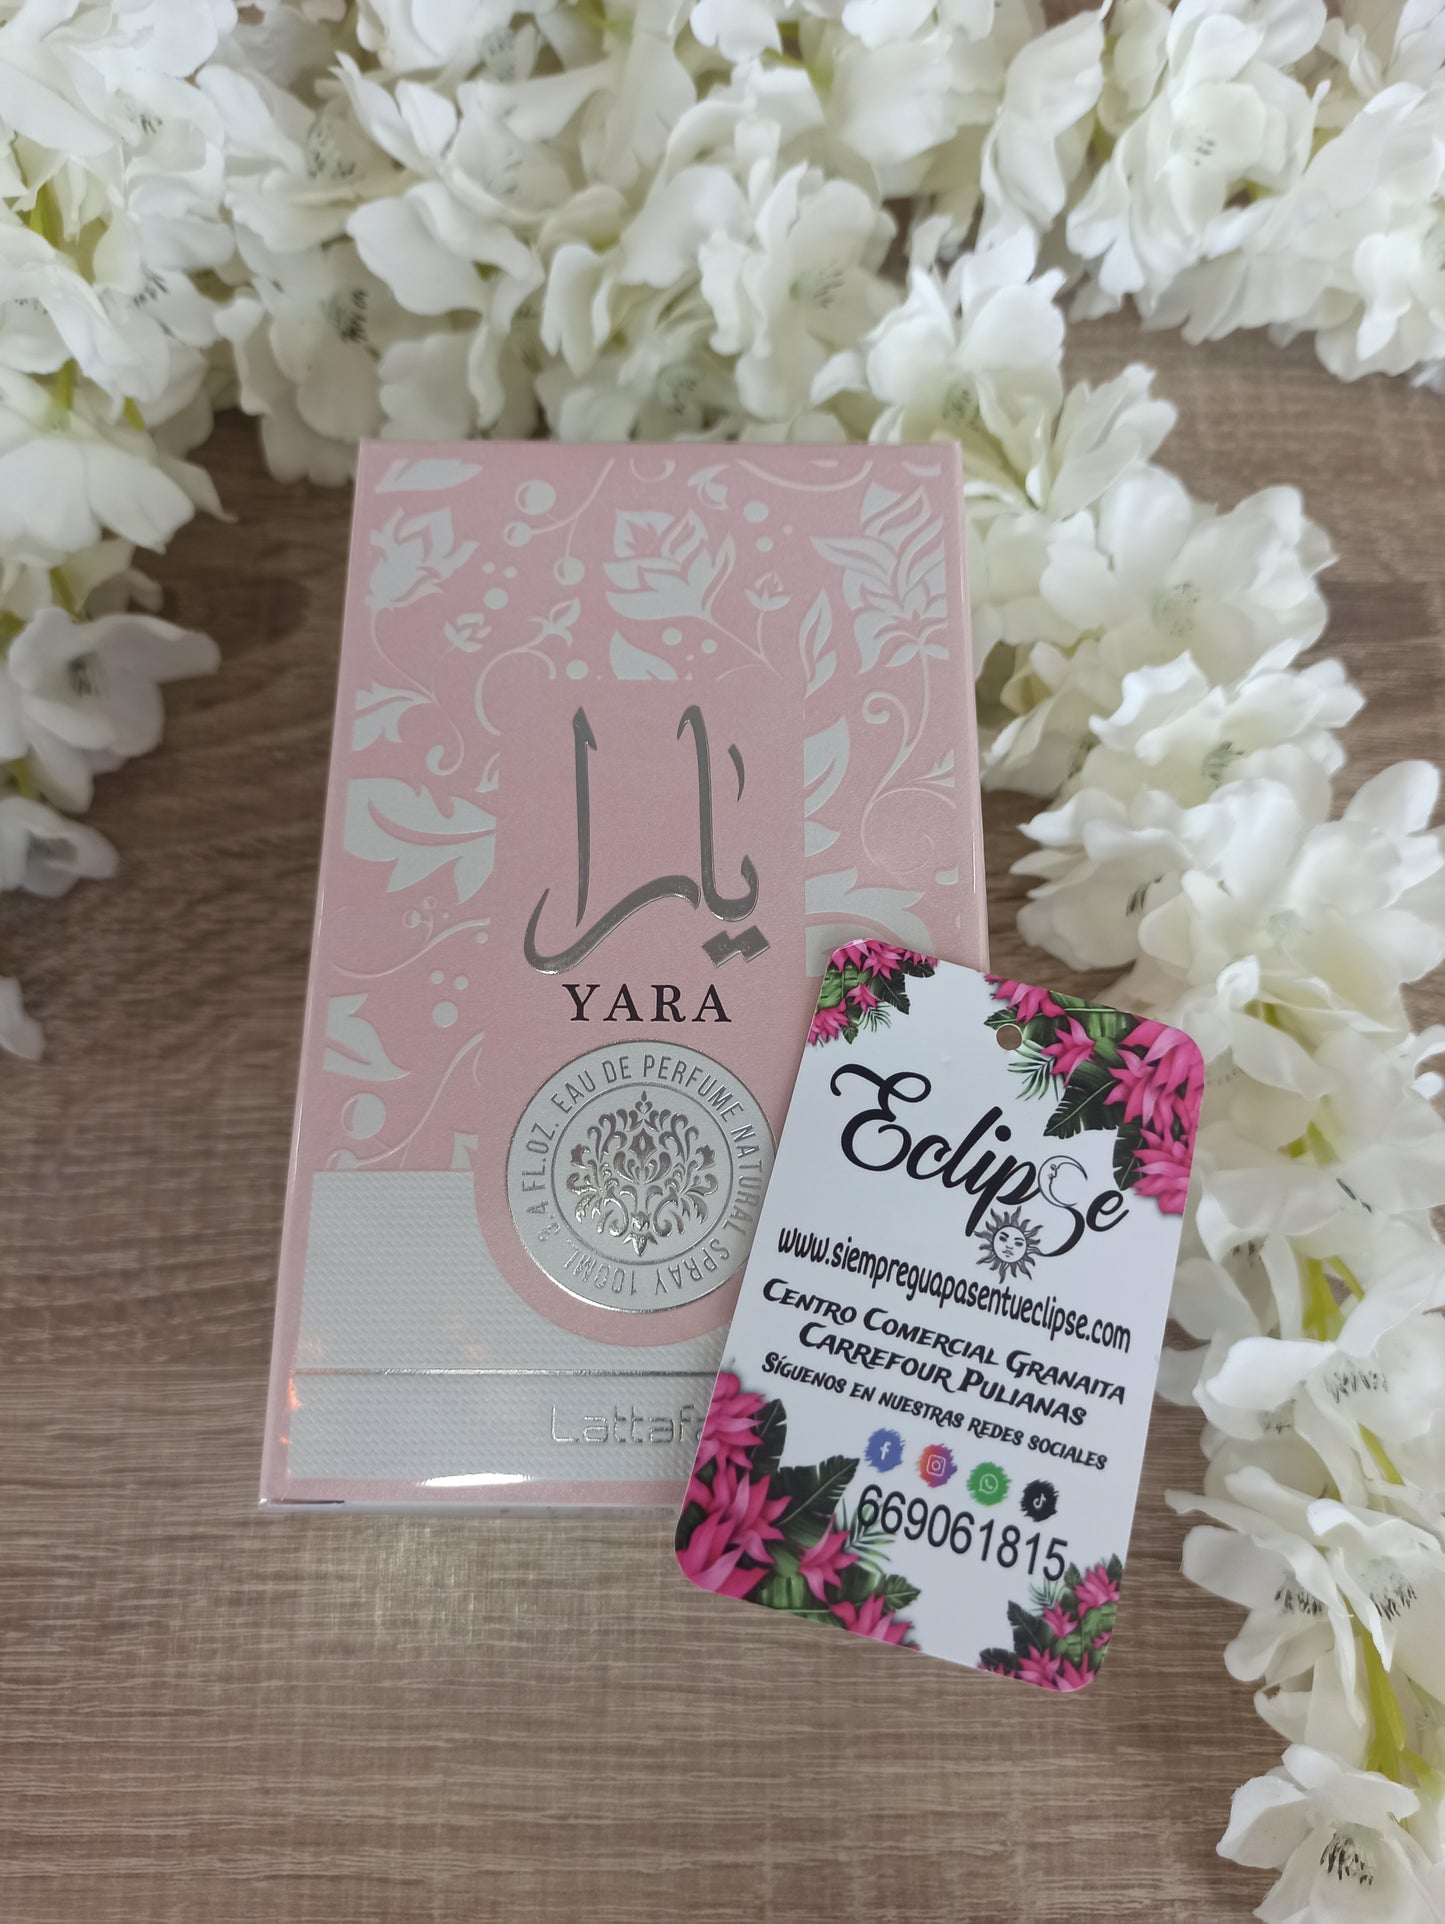 يارا
YARA
3.4 FL.OZ. EAU DE PERFUME NATURAL SPRAY 100ML.
Lattafa
Eclipse
www.siempreguapasentueclipse.com
CENTRO COMERCIAL GRANAITA
CARREFOUR PULIANAS
SÍGUENOS EN NUESTRAS REDES SOCIALES
669061815